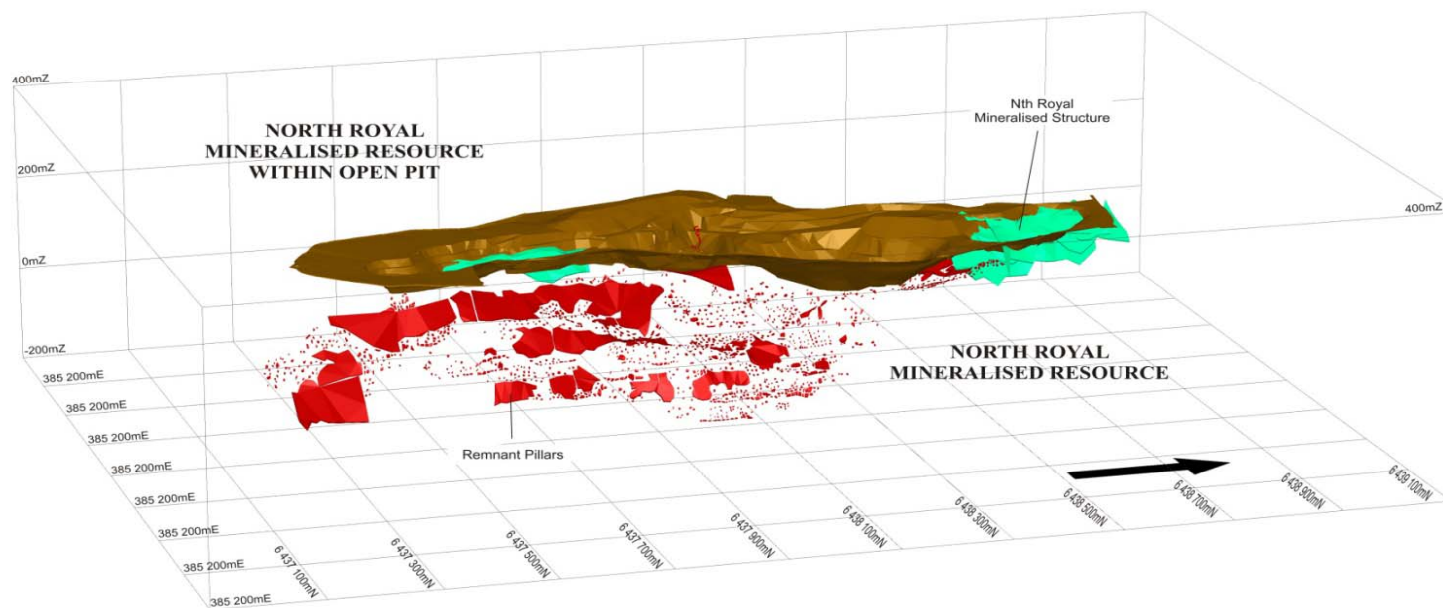 400mZ
NORTH ROYAL
MINERALISED RESOURCE
WITHIN OPEN PIT
Nth Royal
Mineralised Structure
200mZ
400mZ
0mZ
-200mZ
NORTH ROYAL
MINERALISED RESOURCE
385 200mE
385 200mE
385 200mE
385 200mE
385 200mE
385 200mE
385 200mE
385 200mE
Remnant Pillars
6 437 100mN
6 437 300mN
6 437 500mN
6 437 700mN
6 437 900mN
6 438 100mN
6 438 300mN
6 438 500mN
6 438 700mN
6 438 900mN
6 439 100mN